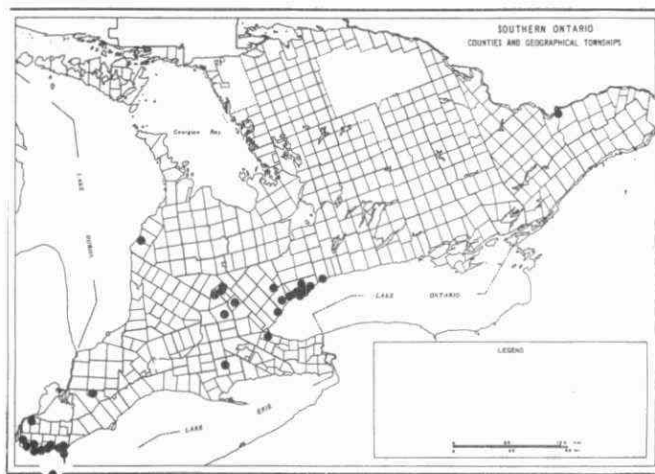 SOUTHERN ONTARIO
COUNTIES AND GEOGRAPHICAL TOWNSHIPS
Georgian Bay
LAKE HURON
LAKE ONTARIO
LEGEND
LAKE ERIE